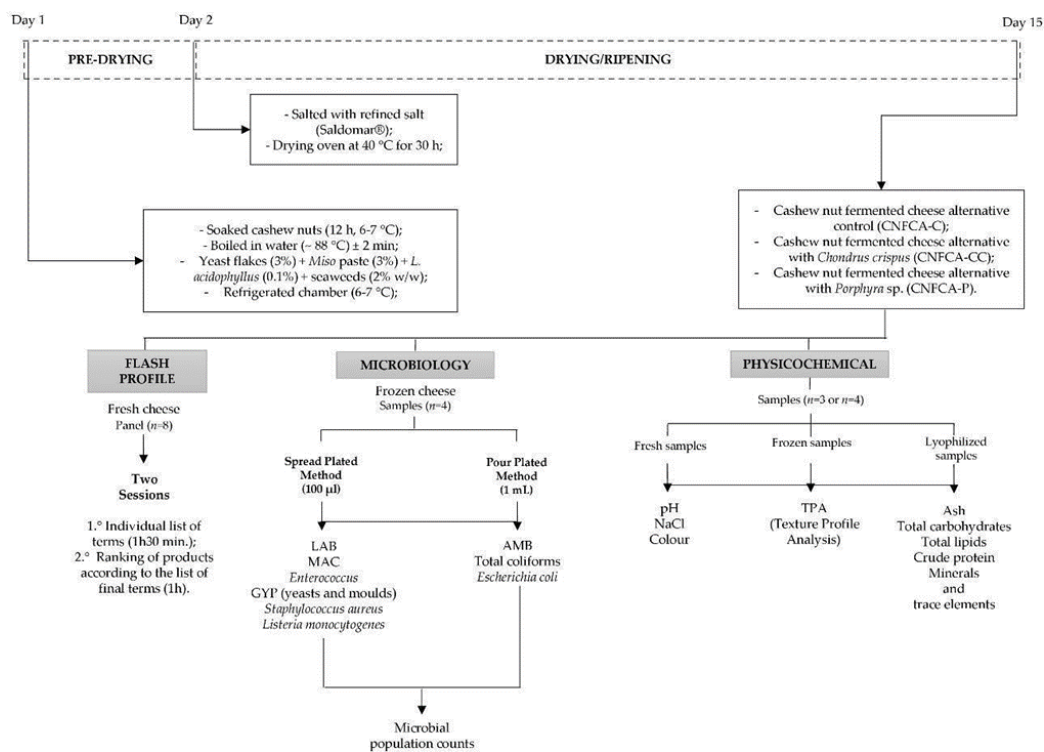 Day 1
Day 2
Day 15
PRE-DRYING
DRYING/RIPENING
- Salted with refined salt
(Saldomar®);
- Drying oven at 40 °C for 30 h;
- Soaked cashew nuts (12 h, 6-7 °C);
- Boiled in water (~ 88 °C) ± 2 min;
- Yeast flakes (3%) + Miso paste (3%) + L.
acidophyllus (0.1%) + seaweeds (2% w/w);
- Refrigerated chamber (6-7 °C);
- Cashew nut fermented cheese alternative
control (CNFCA-C);
- Cashew nut fermented cheese alternative
with Chondrus crispus (CNFCA-CC);
- Cashew nut fermented cheese alternative
with Porphyra sp. (CNFCA-P).
FLASH
PROFILE
Fresh cheese
Panel (n=8)
Two
Sessions
1.° Individual list of
terms (1h30 min.);
2.° Ranking of products
according to the list of
final terms (1h).
MICROBIOLOGY
Frozen cheese
Samples (n=4)
Spread Plated
Method
(100 µl)
Pour Plated
Method
(1 mL)
LAB
MAC
Enterococcus
GYP (yeasts and moulds)
Staphylococcus aureus
Listeria monocytogenes
AMB
Total coliforms
Escherichia coli
Microbial
population counts
PHYSICOCHEMICAL
Samples (n=3 or n=4)
Fresh samples
Frozen samples
Lyophilized
samples
pH
NaCl
Colour
TPA
(Texture Profile
Analysis)
Ash
Total carbohydrates
Total lipids
Crude protein
Minerals
and
trace elements